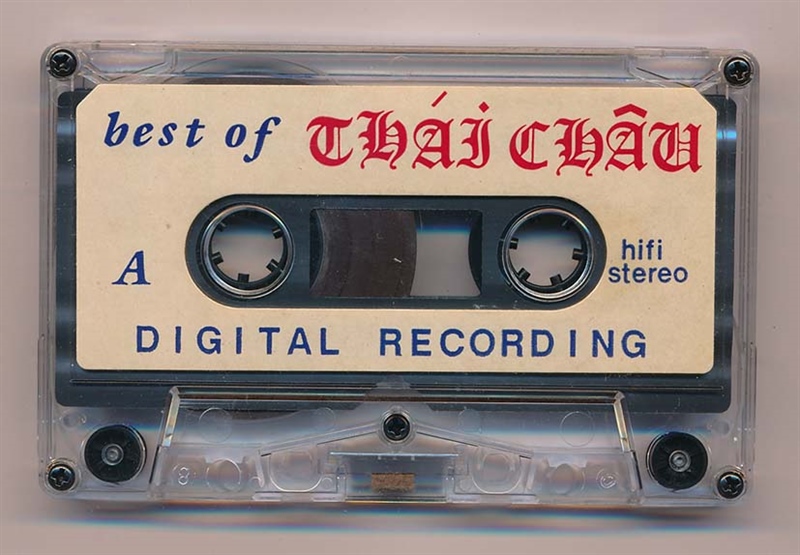 best of THÁI CHÂU
A
hifi
stereo
DIGITAL RECORDING